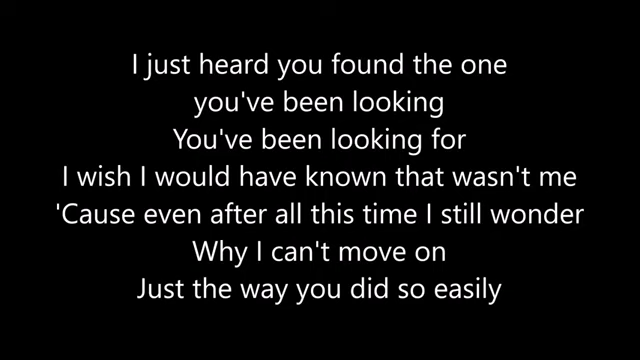 I just heard you found the one
you've been looking
You've been looking for
I wish I would have known that wasn't me
'Cause even after all this time I still wonder
Why I can't move on
Just the way you did so easily